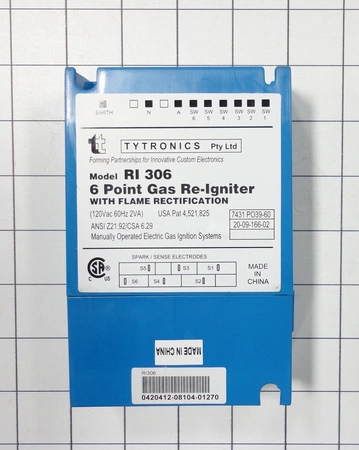 EARTH N A SW 6 SW 5 SW 4 SW 3 SW 2 SW 1
tt TYTRONICS Pty Ltd
Forming Partnerships for Innovative Custom Electronics
Model RI 306
6 Point Gas Re-Igniter
WITH FLAME RECTIFICATION
(120Vac 60Hz 2VA) USA Pat 4,521,825
7431 PO39-60
ANSI Z21.92/CSA 6.29
20-09-166-02
Manually Operated Electric Gas Ignition Systems
SPARK / SENSE ELECTRODES
S5 S3 S1
S6 S4 S2
SA C US
MADE IN
CHINA
MADE IN CHINA
RI306
0420412-08104-01270